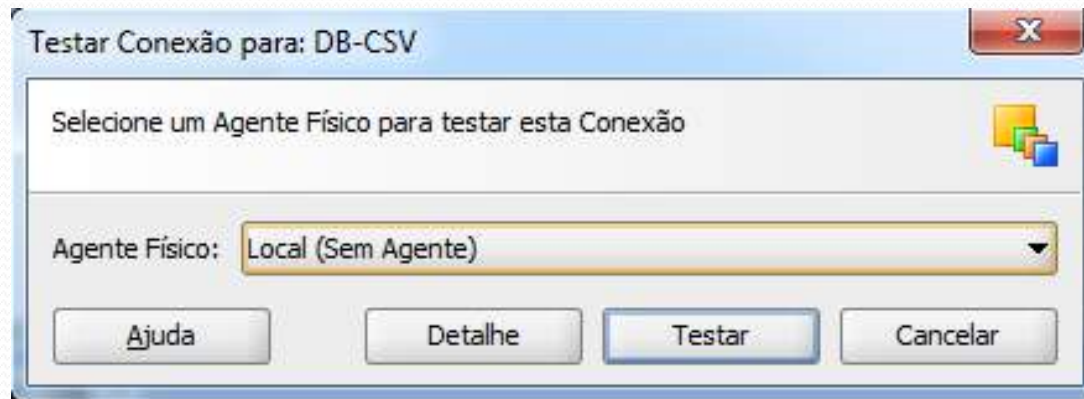 Testar Conexão para: DB-CSV
Selecione um Agente Físico para testar esta Conexão
Agente Físico: Local (Sem Agente)
Ajuda Detalhe Testar Cancelar